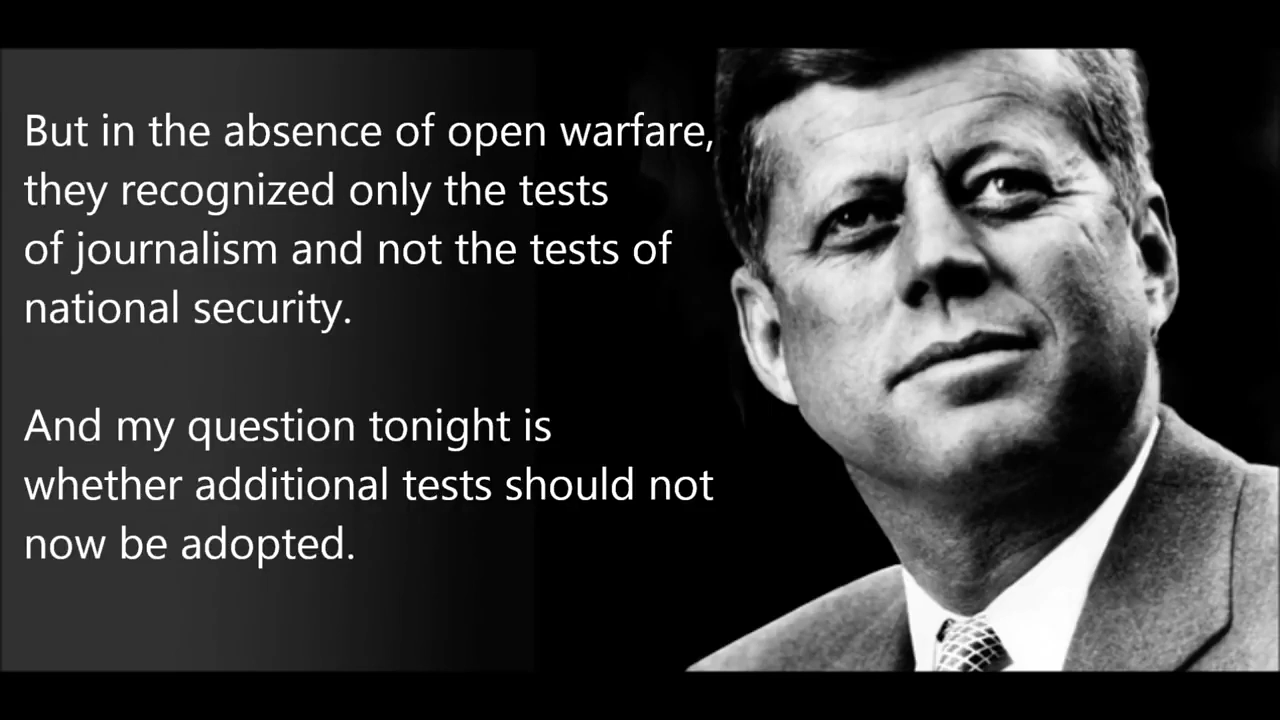 But in the absence of open warfare,
they recognized only the tests
of journalism and not the tests of
national security.
And my question tonight is
whether additional tests should not
now be adopted.